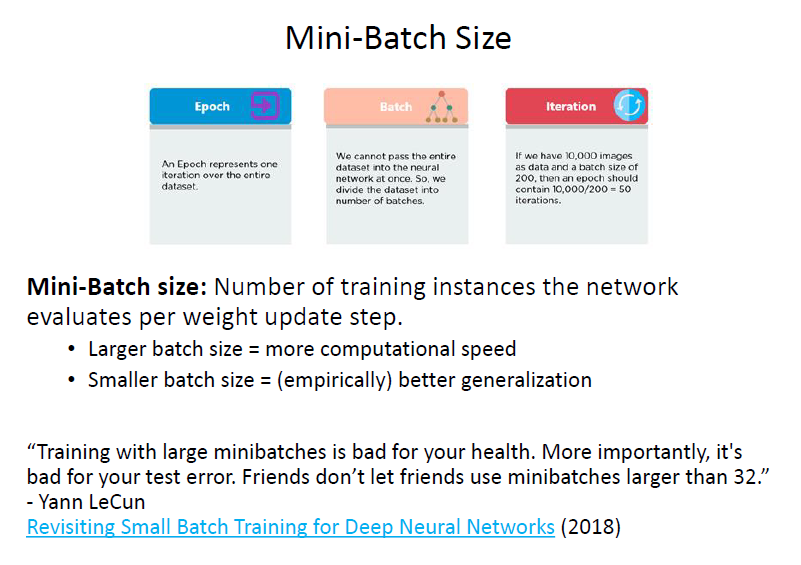 Mini-Batch Size
Epoch
An Epoch represents one
iteration over the entire
dataset.
Batch
We cannot pass the entire
dataset into the neural
network at once. So, we
divide the dataset into
number of batches.
Iteration
If we have 10,000 images
as data and a batch size of
200, then an epoch should
contain 10,000/200 = 50
iterations.
Mini-Batch size: Number of training instances the network
evaluates per weight update step.
• Larger batch size = more computational speed
• Smaller batch size = (empirically) better generalization
“Training with large minibatches is bad for your health. More importantly, it's
bad for your test error. Friends don’t let friends use minibatches larger than 32.”
- Yann LeCun
Revisiting Small Batch Training for Deep Neural Networks (2018)